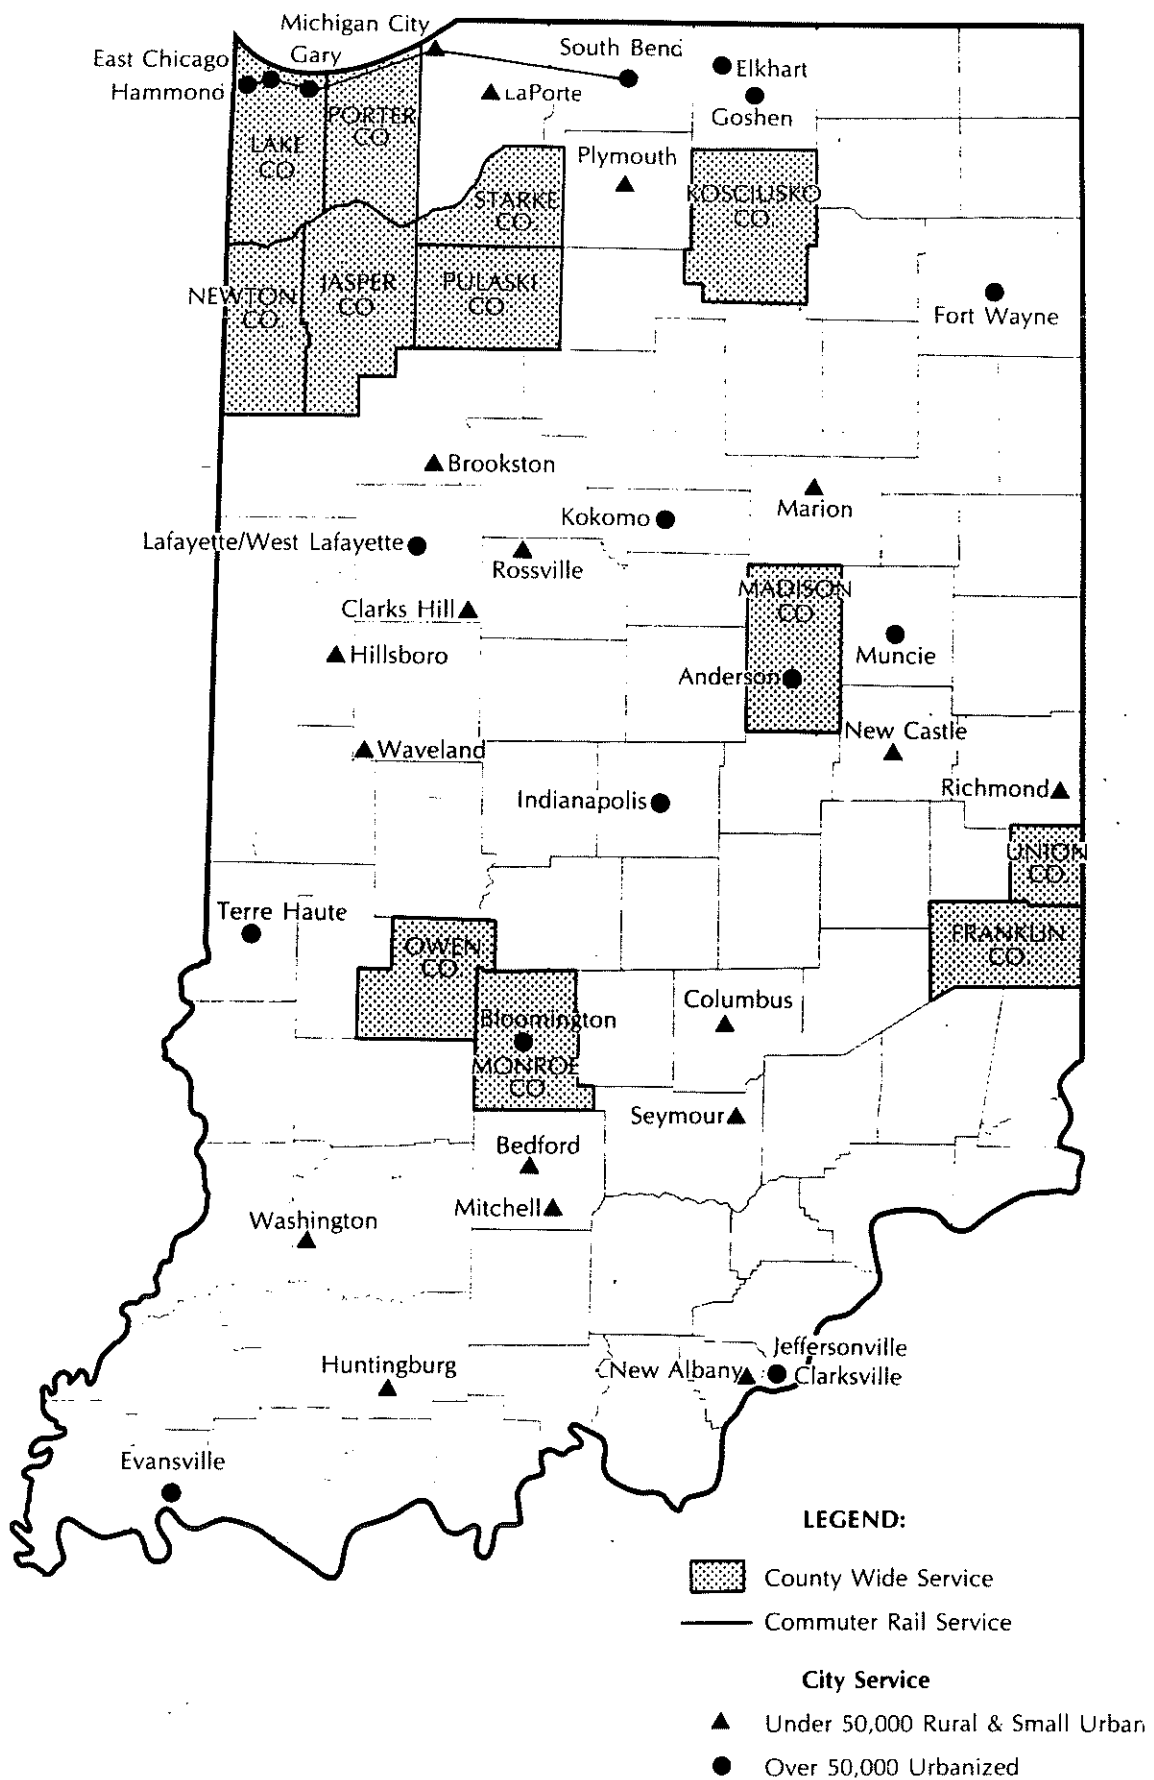 Michigan City
East Chicago
Gary
South Bend
Elkhart
Hammond
LaPorte
Goshen
PORTER
CO
LAKE
CO
Plymouth
STARKE
CO.
KOSCIUSKO
CO.
NEWTON
CO.
JASPER
CO
PULASKI
CO
Fort Wayne
Brookston
Marion
Kokomo
Lafayette/West Lafayette
Rossville
MADISON
CO
Clarks Hill
Hillsboro
Muncie
Anderson
New Castle
Waveland
Richmond
Indianapolis
UNION
CO.
Terre Haute
OWEN
CO
FRANKLIN
CO
Columbus
Bloomington
MONROE
CO
Seymour
Bedford
Mitchell
Washington
Jeffersonville
Huntingburg
New Albany
Clarksville
Evansville
LEGEND:
County Wide Service
Commuter Rail Service
City Service
Under 50,000 Rural & Small Urban
Over 50,000 Urbanized